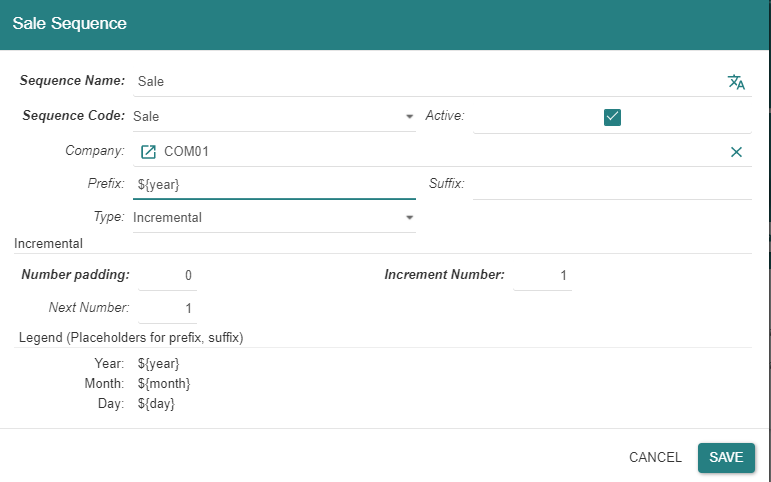 Sale Sequence
Sequence Name: Sale
Sequence Code: Sale Active:
Company: COM01
Prefix: ${year} Suffix:
Type: Incremental
Incremental
Number padding: 0 Increment Number: 1
Next Number: 1
Legend (Placeholders for prefix, suffix)
Year: ${year}
Month: ${month}
Day: ${day}
CANCEL SAVE